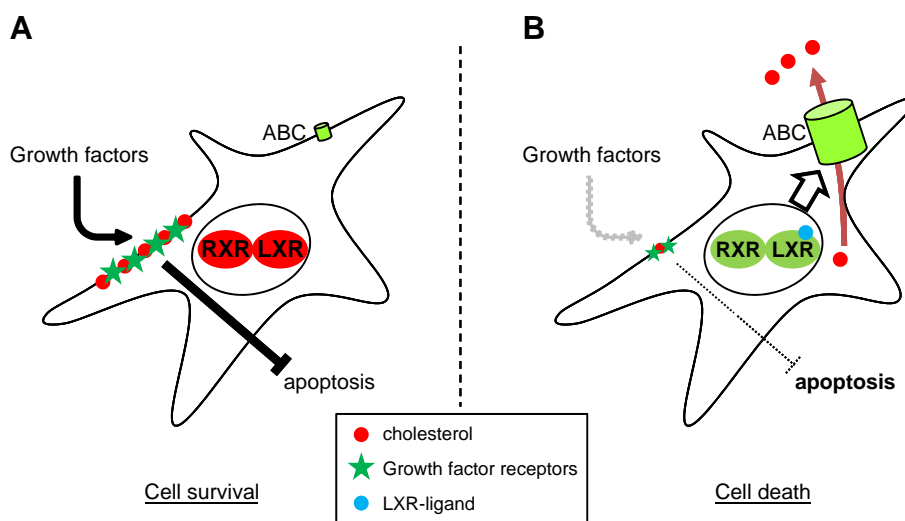 A
ABC
Growth factors
RXR LXR
apoptosis
Cell survival
B
ABC
Growth factors
RXR LXR
apoptosis
Cell death
cholesterol
Growth factor receptors
LXR-ligand